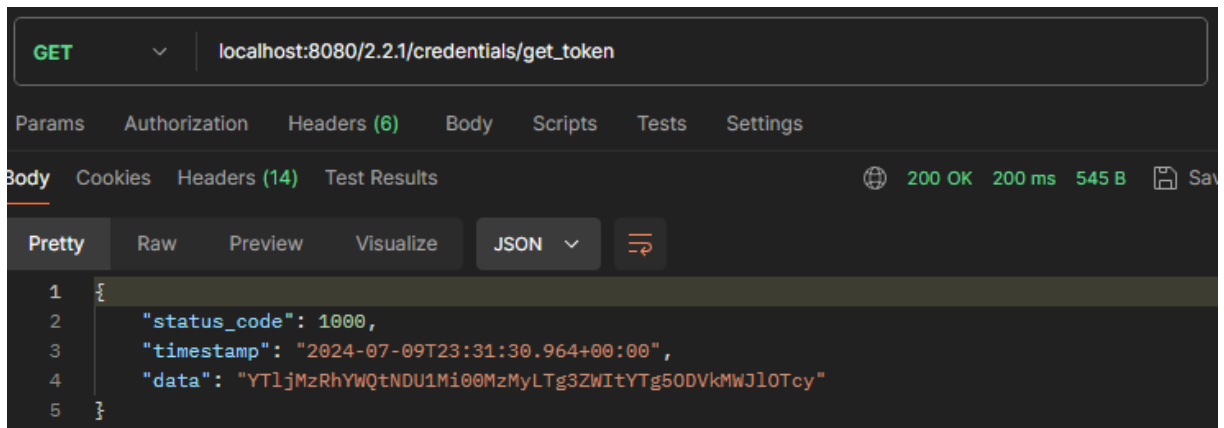 GET localhost:8080/2.2.1/credentials/get_token
Params Authorization Headers (6) Body Scripts Tests Settings
Body Cookies Headers (14) Test Results 200 OK 200 ms 545 B Sav
Pretty Raw Preview Visualize JSON
1 {
2 "status_code": 1000,
3 "timestamp": "2024-07-09T23:31:30.964+00:00",
4 "data": "YTljMzRhYWQtNDU1Mi00MzMyLTg3ZWItYTg5ODVkMWJlOTcy"
5 }